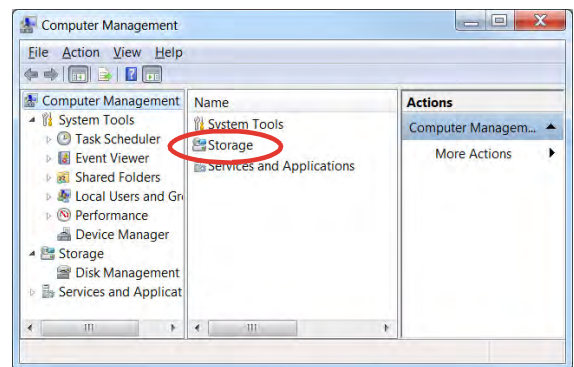 Computer Management
File Action View Help
Computer Management
System Tools
Task Scheduler
Event Viewer
Shared Folders
Local Users and Gr
Performance
Device Manager
Storage
Disk Management
Services and Applicat
Name
System Tools
Storage
Services and Applications
Actions
Computer Managem...
More Actions